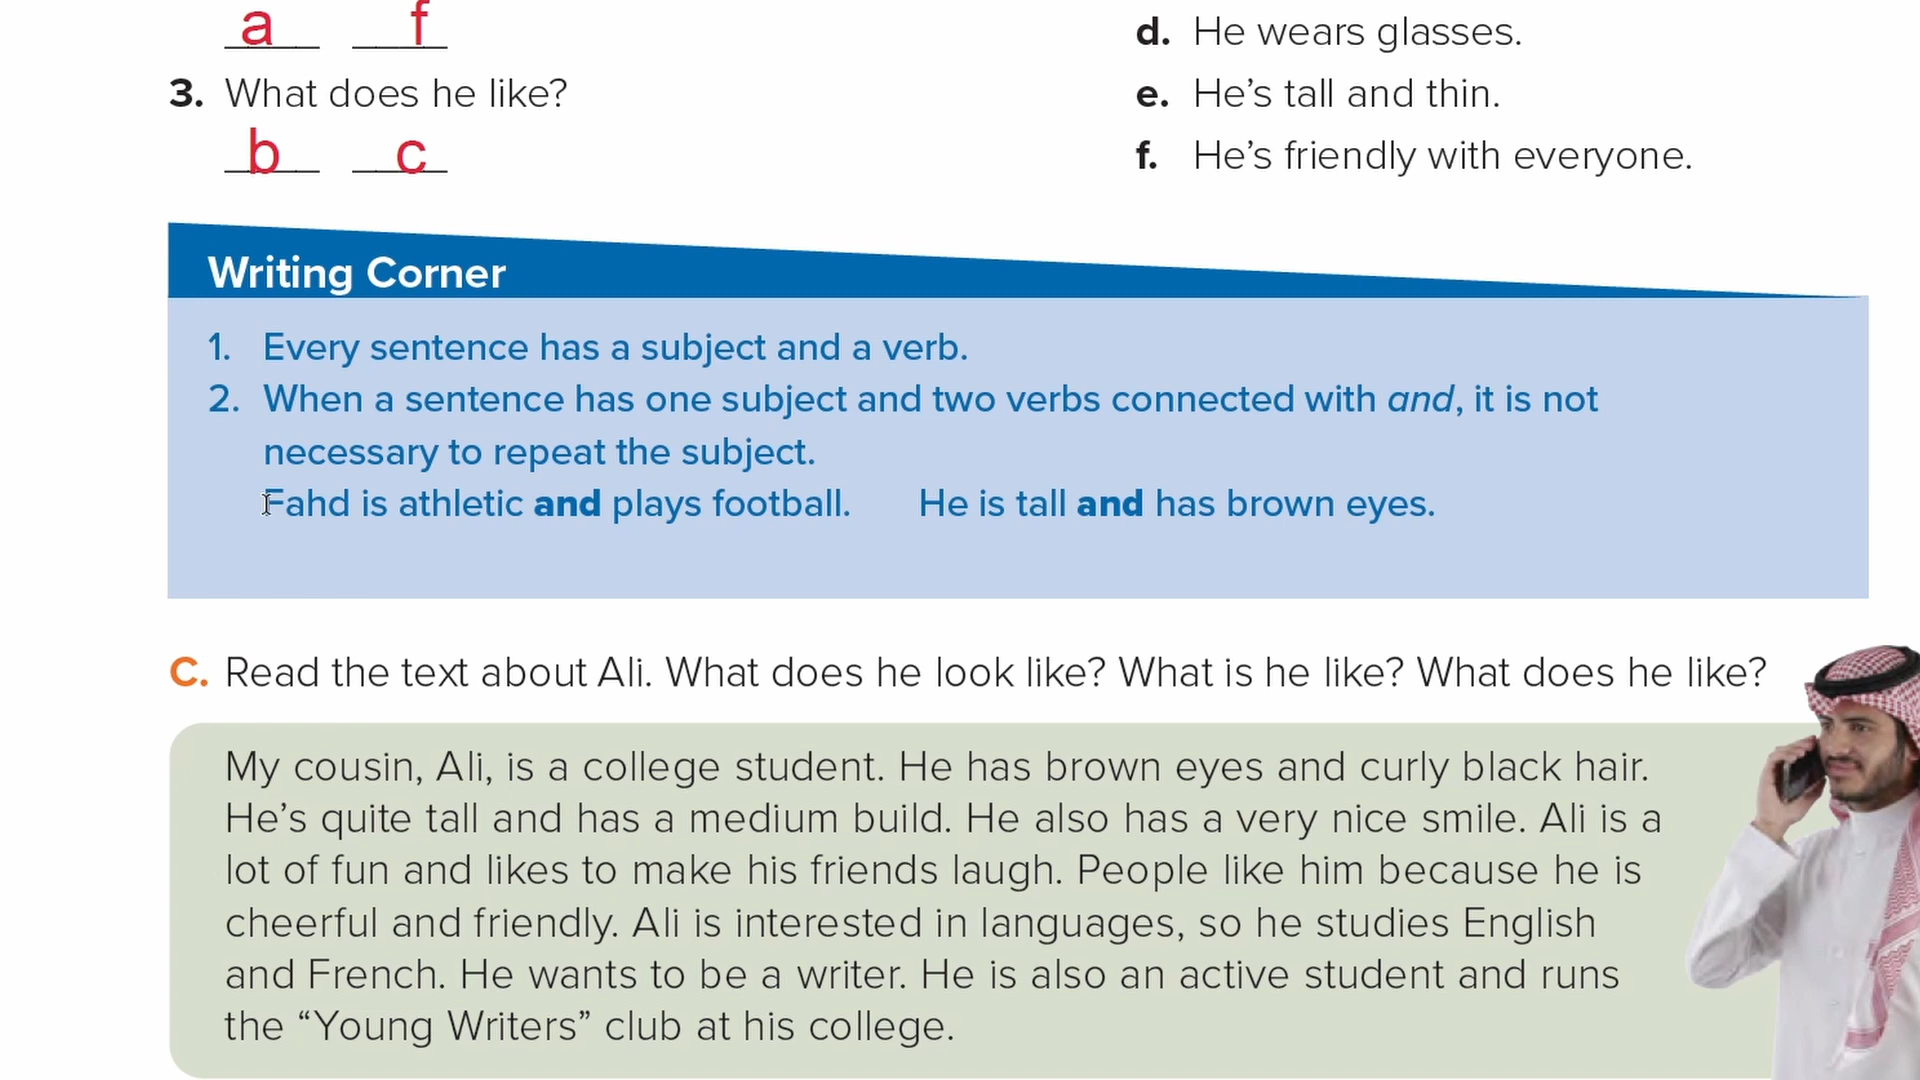 a f
d. He wears glasses.
3. What does he like?
e. He's tall and thin.
b c
f. He's friendly with everyone.
Writing Corner
1. Every sentence has a subject and a verb.
2. When a sentence has one subject and two verbs connected with and, it is not
necessary to repeat the subject.
Fahd is athletic and plays football. He is tall and has brown eyes.
C. Read the text about Ali. What does he look like? What is he like? What does he like?
My cousin, Ali, is a college student. He has brown eyes and curly black hair.
He's quite tall and has a medium build. He also has a very nice smile. Ali is a
lot of fun and likes to make his friends laugh. People like him because he is
cheerful and friendly. Ali is interested in languages, so he studies English
and French. He wants to be a writer. He is also an active student and runs
the “Young Writers” club at his college.